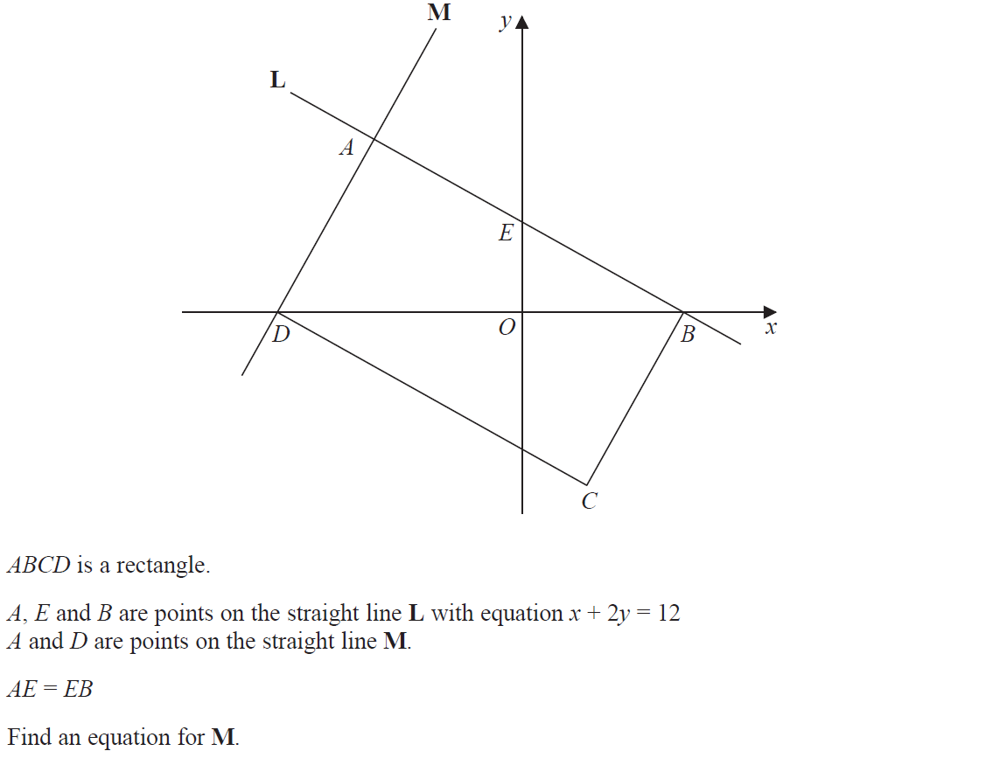 M
y
L
A
E
D
O
B
x
C
ABCD is a rectangle.
A, E and B are points on the straight line L with equation x + 2y = 12
A and D are points on the straight line M.
AE = EB
Find an equation for M.